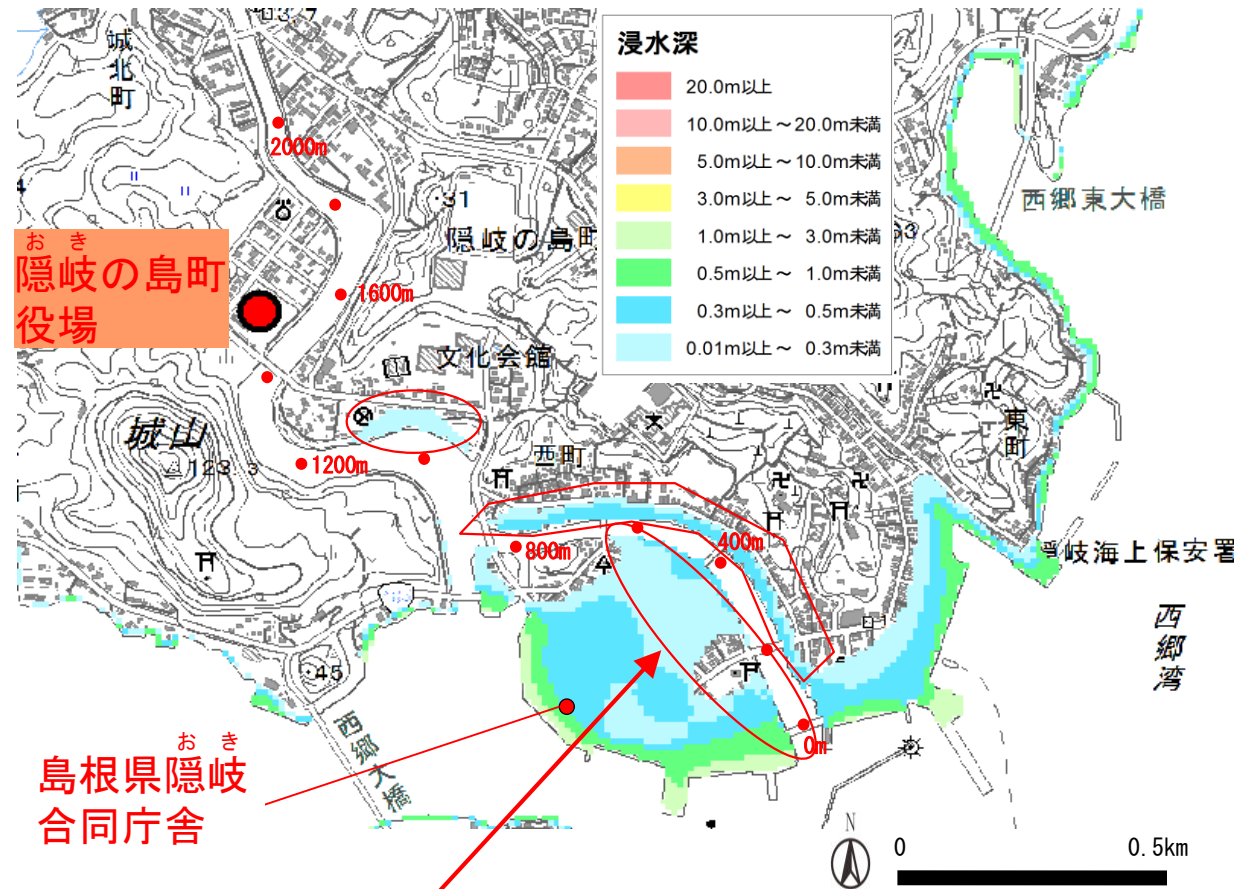 3.7
城北町
2000m
・31
隠岐の島町
おき
隠岐の島町
役場
1600m
文化会館
城山
123.3
1200m
西町
800m
400m
0m
・45
西郷大橋
おき
島根県隠岐
合同庁舎
浸水深
20.0m以上
10.0m以上～20.0m未満
5.0m以上～10.0m未満
3.0m以上～ 5.0m未満
1.0m以上～ 3.0m未満
0.5m以上～ 1.0m未満
0.3m以上～ 0.5m未満
0.01m以上～ 0.3m未満
西郷東大橋
東町
隠岐海上保安署
西郷湾
N
0
0.5km